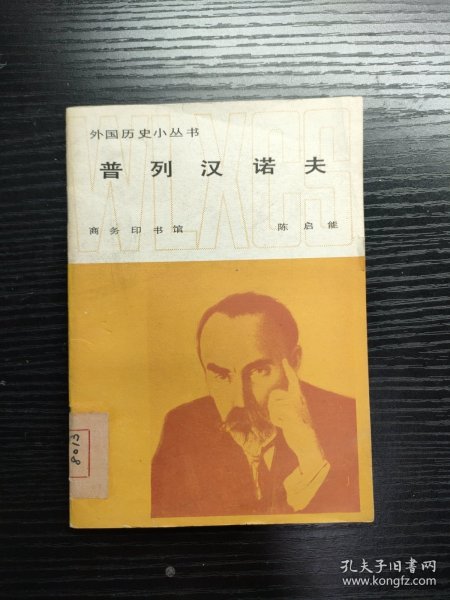 外国历史小丛书
WLXCS
普列汉诺夫
商务印书馆 陈启能
8013
孔夫子旧书网
www.kongfz.com